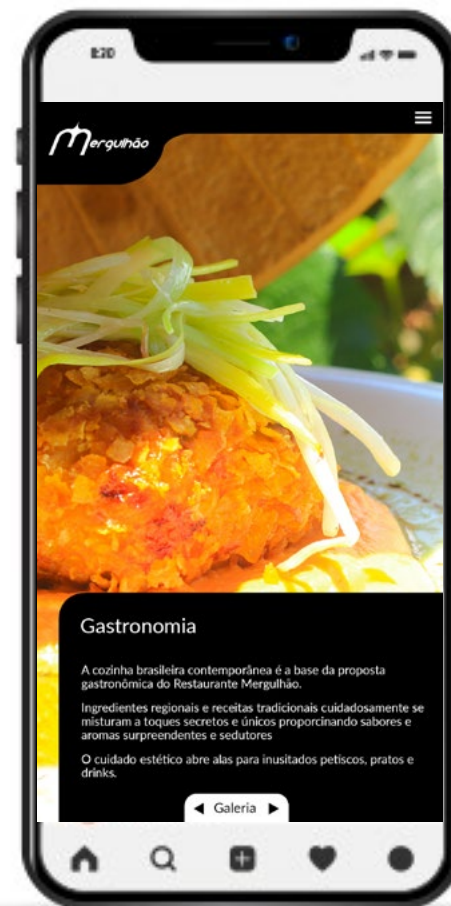 8:20
Mergulhão
Gastronomia
A cozinha brasileira contemporânea é a base da proposta
gastronômica do Restaurante Mergulhão.
Ingredientes regionais e receitas tradicionais cuidadosamente se
misturam a toques secretos e únicos proporcinando sabores e
aromas surpreendentes e sedutores
O cuidado estético abre alas para inusitados petiscos, pratos e
drinks.
Galeria